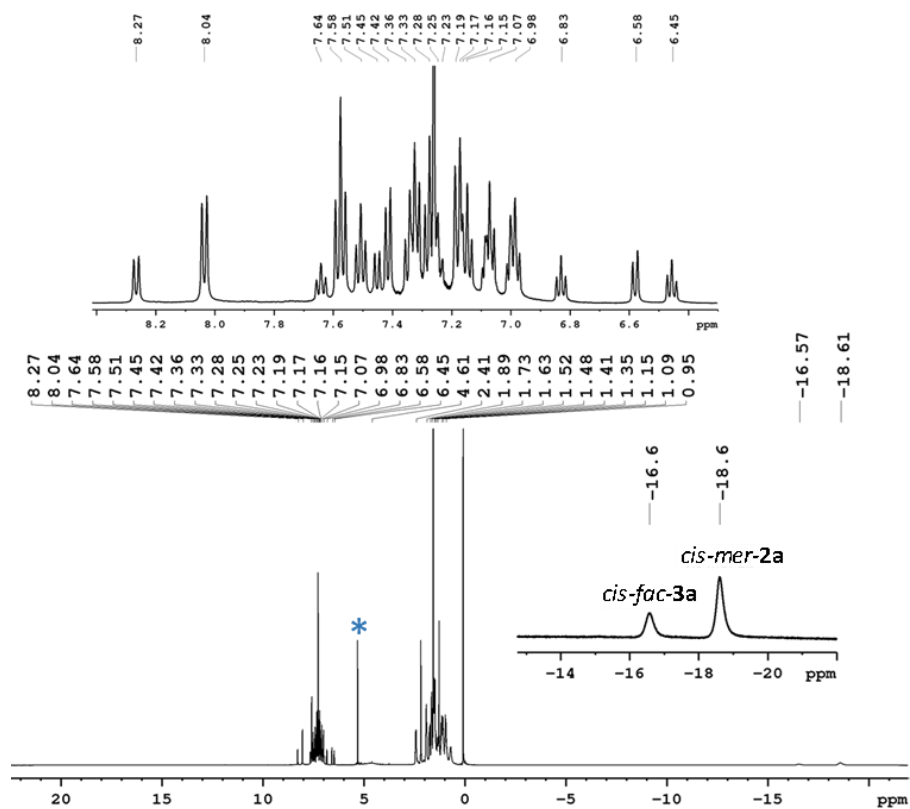 8.27 8.04 7.64 7.58 7.51 7.45 7.42 7.36 7.33 7.28 7.25 7.23 7.19 7.17 7.16 7.15 7.07 6.98 6.83 6.58 6.45
8.2 8.0 7.8 7.6 7.4 7.2 7.0 6.8 6.6 ppm
8.27 8.04 7.64 7.58 7.51 7.45 7.42 7.36 7.33 7.28 7.25 7.23 7.19 7.17 7.16 7.15 7.07 6.98 6.83 6.58 6.45 4.61 2.41 1.89 1.73 1.63 1.52 1.48 1.41 1.35 1.15 1.09 0.95 -16.57 -18.61
-16.6 -18.6
cis-mer-2a
cis-fac-3a
*
-14 -16 -18 -20 ppm
20 15 10 5 0 -5 -10 -15 ppm